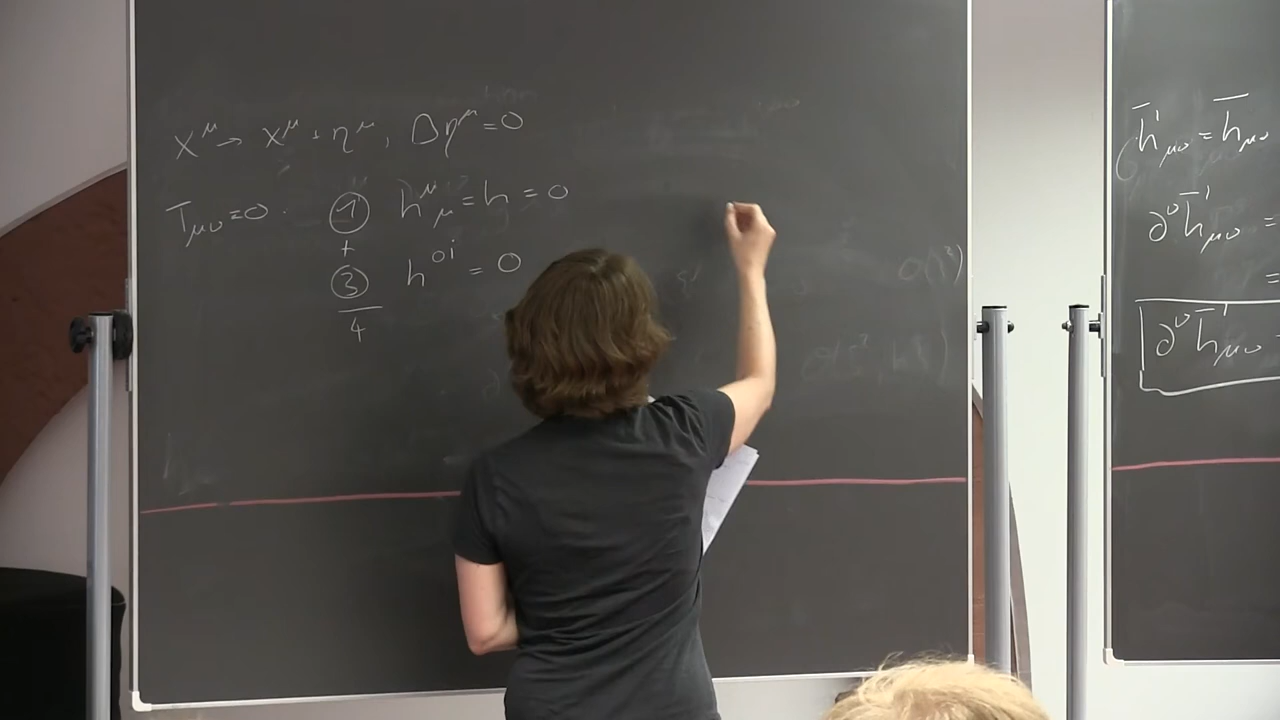 x^μ → x^μ + η^μ , □η^μ = 0
T_μν = 0 . ① h^μ_μ = h = 0
+
③ h^{0i} = 0
4
h̄'_μν = h̄_μν
∂^ν h̄'_μν =
=
∂^ν h̄'_μν =